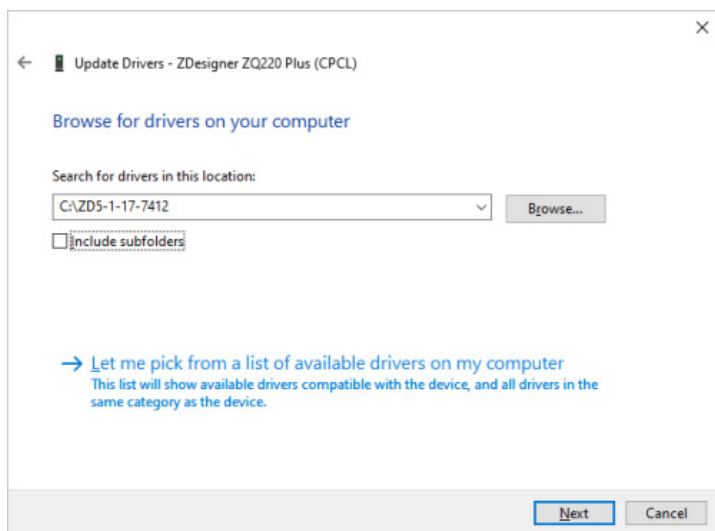 Update Drivers - ZDesigner ZQ220 Plus (CPCL)
Browse for drivers on your computer
Search for drivers in this location:
C:\ZD5-1-17-7412
Browse...
Include subfolders
Let me pick from a list of available drivers on my computer
This list will show available drivers compatible with the device, and all drivers in the
same category as the device.
Next
Cancel